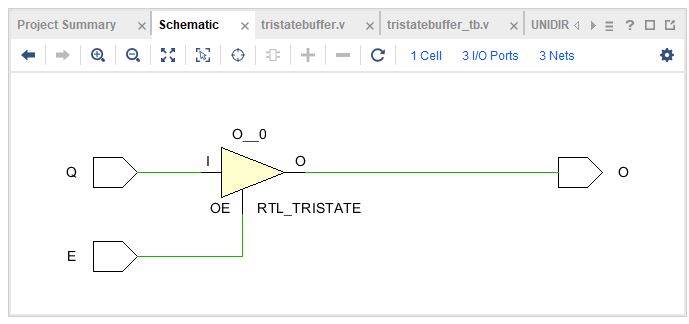 Project Summary × Schematic × tristatebuffer.v × tristatebuffer_tb.v × UNIDIR ?
1 Cell 3 I/O Ports 3 Nets
O__0
Q I O O
OE RTL_TRISTATE
E